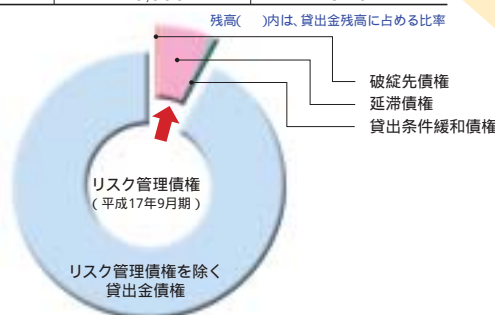 残高(　)内は、貸出金残高に占める比率
破綻先債権
延滞債権
貸出条件緩和債権
リスク管理債権
（平成17年9月期）
リスク管理債権を除く
貸出金債権